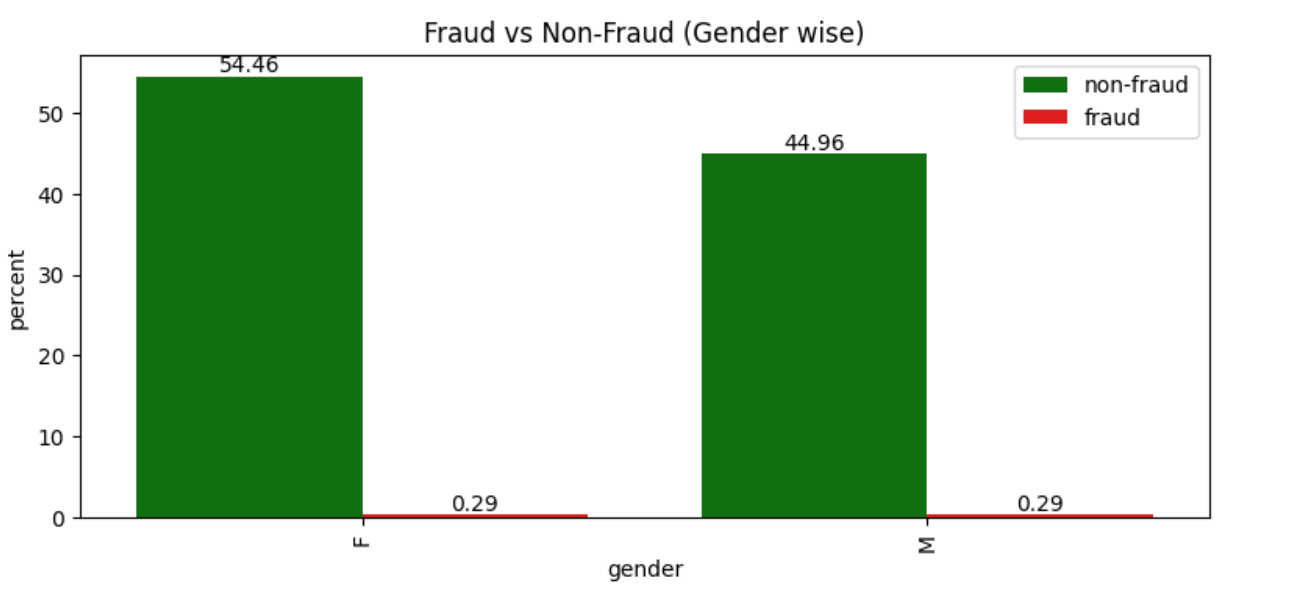 Fraud vs Non-Fraud (Gender wise)
54.46
non-fraud
fraud
50
44.96
40
30
percent
20
10
0.29
0.29
0
F
M
gender